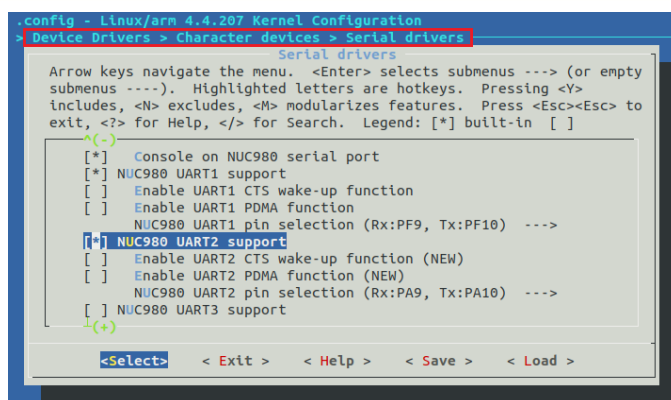 .config - Linux/arm 4.4.207 Kernel Configuration
> Device Drivers > Character devices > Serial drivers
Serial drivers
Arrow keys navigate the menu.  <Enter> selects submenus ---> (or empty
submenus ----).  Highlighted letters are hotkeys.  Pressing <Y>
includes, <N> excludes, <M> modularizes features.  Press <Esc><Esc> to
exit, <?> for Help, </> for Search.  Legend: [*] built-in  [ ]
^(-)
[*]   Console on NUC980 serial port
[*] NUC980 UART1 support
[ ]   Enable UART1 CTS wake-up function
[ ]   Enable UART1 PDMA function
NUC980 UART1 pin selection (Rx:PF9, Tx:PF10)  --->
[*] NUC980 UART2 support
[ ]   Enable UART2 CTS wake-up function (NEW)
[ ]   Enable UART2 PDMA function (NEW)
NUC980 UART2 pin selection (Rx:PA9, Tx:PA10)  --->
[ ] NUC980 UART3 support
┴(+)
<Select>    < Exit >    < Help >    < Save >    < Load >